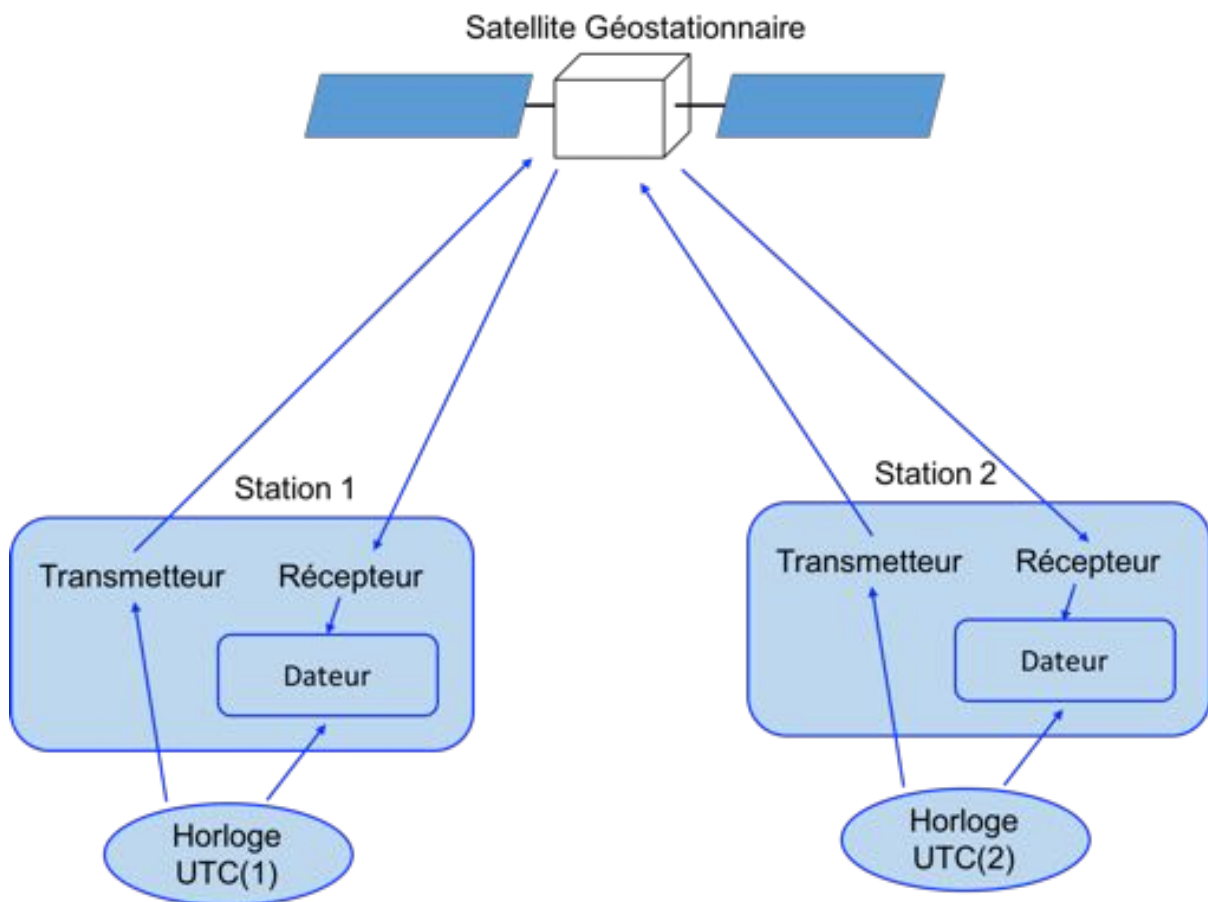 Satellite Géostationnaire
Station 1
Transmetteur
Récepteur
Dateur
Horloge
UTC(1)
Station 2
Transmetteur
Récepteur
Dateur
Horloge
UTC(2)